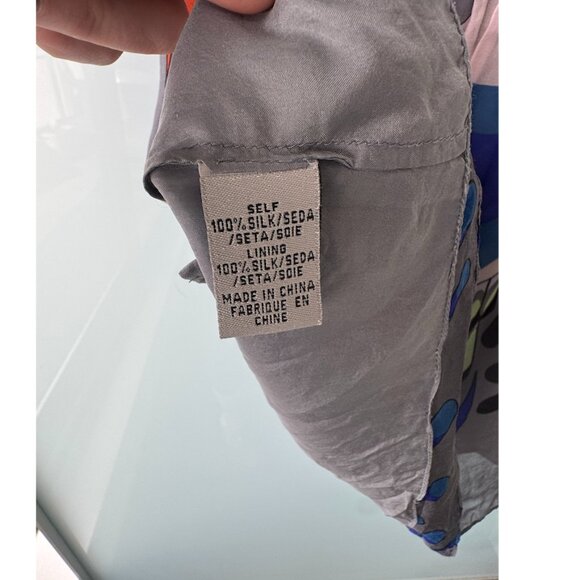 SELF
100%SILK/SEDA
/SETA/SOIE
LINING
100%SILK/SEDA
/SETA/SOIE
MADE IN CHINA
FABRIQUE EN
CHINE